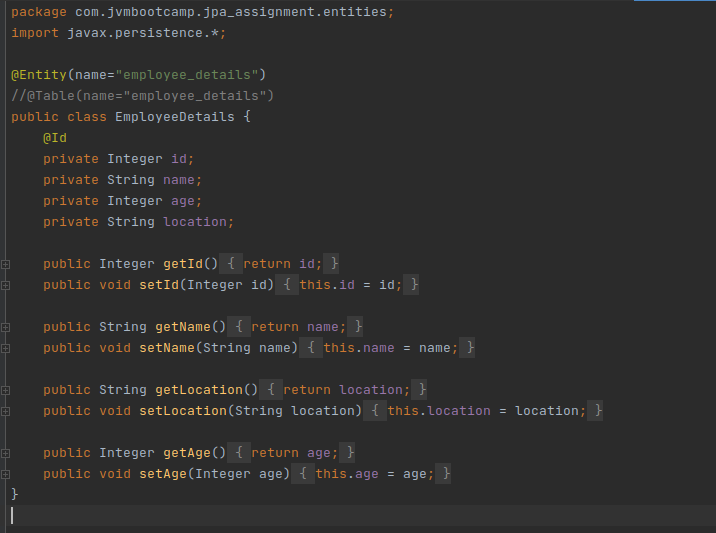 package com.jvmbootcamp.jpa_assignment.entities;
import javax.persistence.*;
@Entity(name="employee_details")
//@Table(name="employee_details")
public class EmployeeDetails {
@Id
private Integer id;
private String name;
private Integer age;
private String location;
public Integer getId() { return id; }
public void setId(Integer id) { this.id = id; }
public String getName() { return name; }
public void setName(String name) { this.name = name; }
public String getLocation() { return location; }
public void setLocation(String location) { this.location = location; }
public Integer getAge() { return age; }
public void setAge(Integer age) { this.age = age; }
}